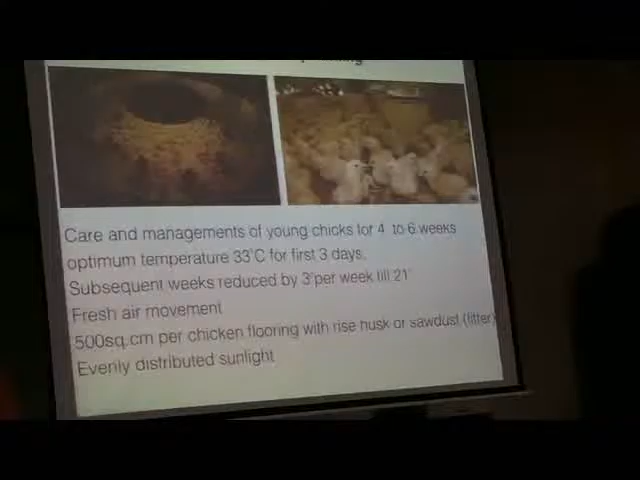 Care and managements of young chicks for 4 to 6 weeks
optimum temperature 33°C for first 3 days.
Subsequent weeks reduced by 3°per week till 21°
Fresh air movement
500sq.cm per chicken flooring with rise husk or sawdust (litter)
Evenly distributed sunlight